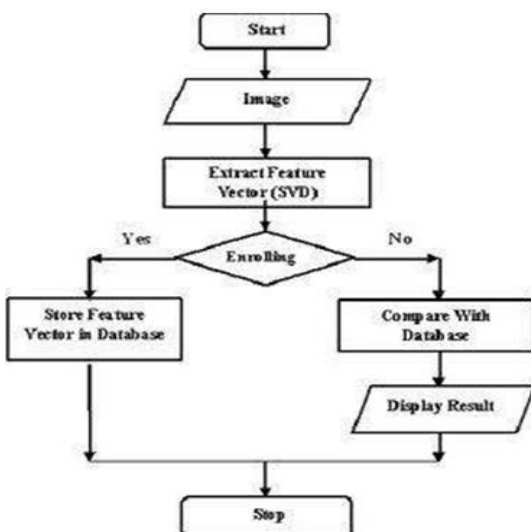 Start
Image
Extract Feature
Vector (SVD)
Yes
No
Enrolling
Store Feature
Vector in Database
Compare With
Database
Display Result
Stop